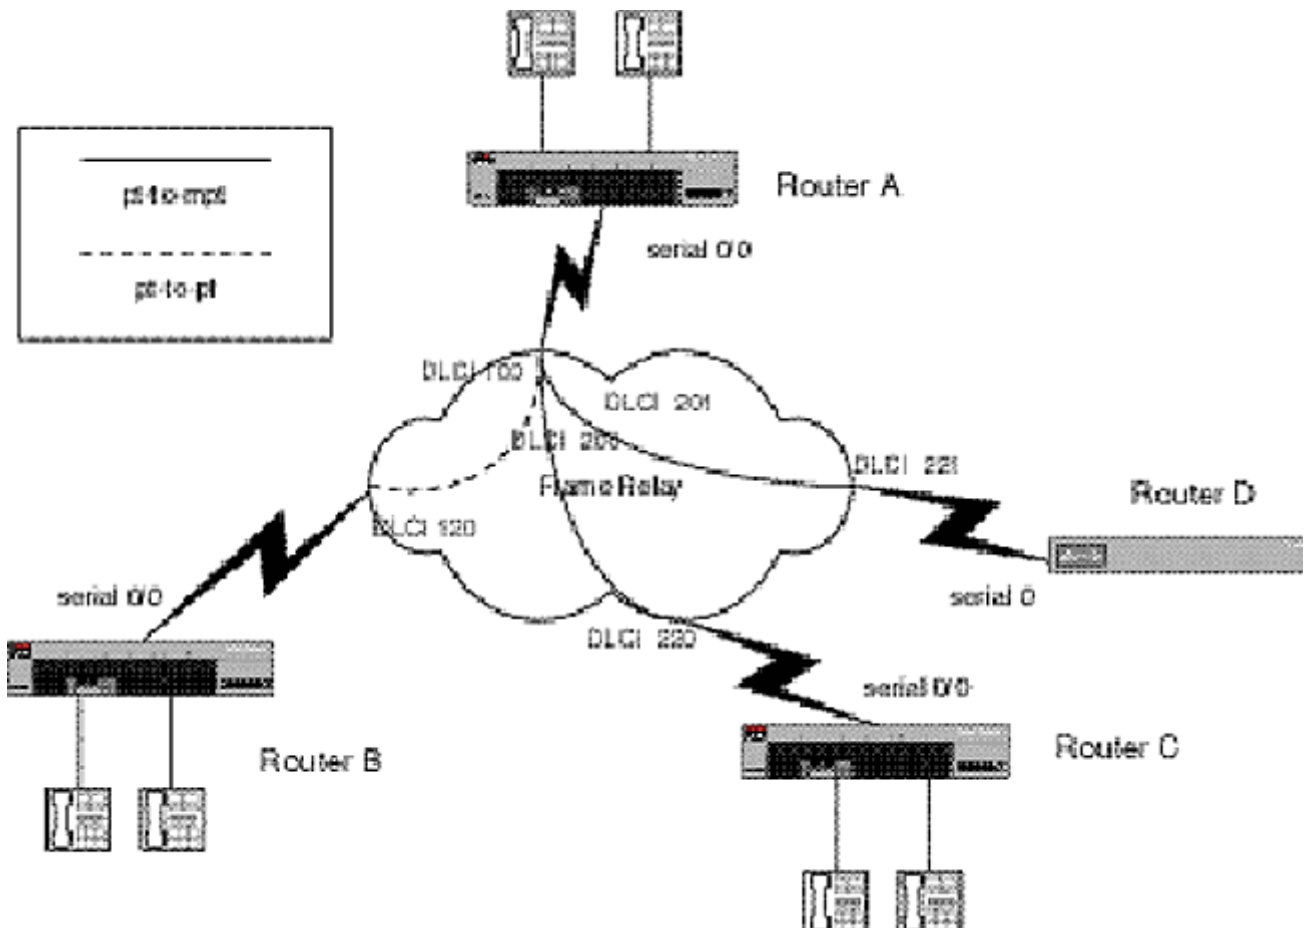 Router A
serial 0/0
pt-to-mpt
pt-to-pt
DLCI 100
DLCI 201
DLCI 200
DLCI 221
Frame Relay
Router D
DLCI 120
serial 0/0
serial 0
DLCI 220
serial 0/0
Router B
Router C